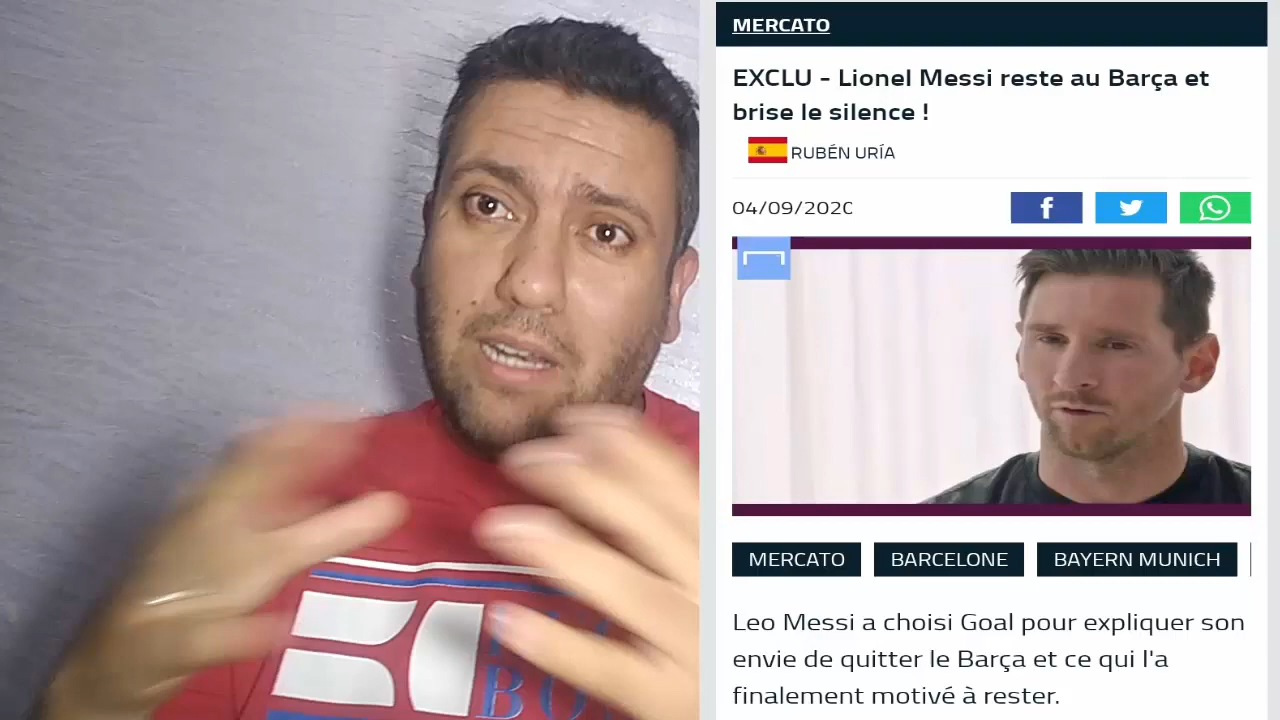 MERCATO
EXCLU - Lionel Messi reste au Barça et
brise le silence !
RUBÉN URÍA
04/09/2020
MERCATO BARCELONE BAYERN MUNICH
Leo Messi a choisi Goal pour expliquer son
envie de quitter le Barça et ce qui l'a
finalement motivé à rester.